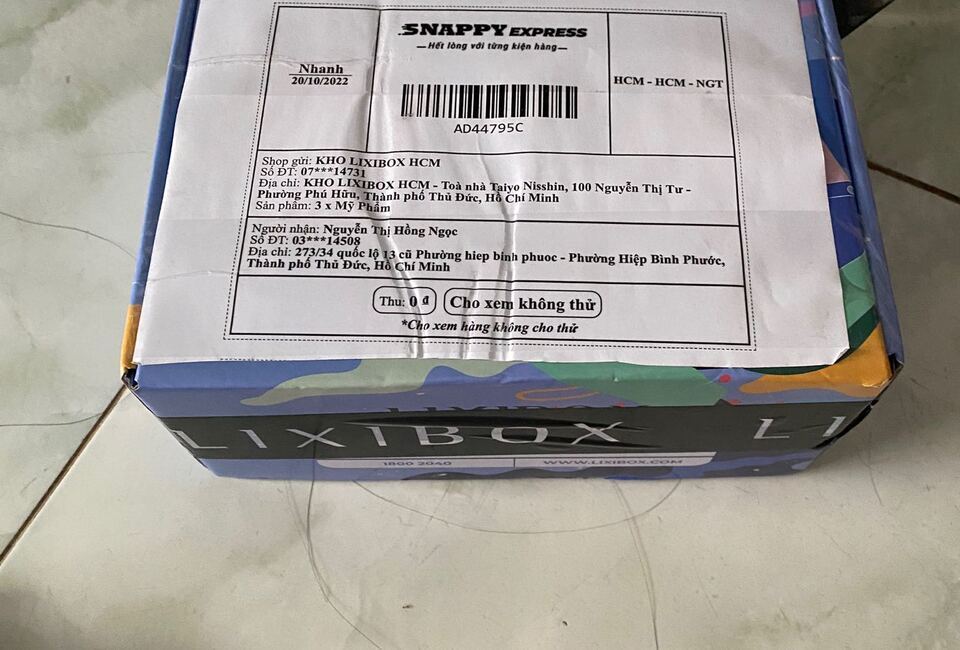 SNAPPY EXPRESS
—Hết lòng với từng kiện hàng—
Nhanh
20/10/2022
HCM - HCM - NGT
AD44795C
Shop gửi: KHO LIXIBOX HCM
Số ĐT: 07***14731
Địa chỉ: KHO LIXIBOX HCM - Toà nhà Taiyo Nisshin, 100 Nguyễn Thị Tư -
Phường Phú Hữu, Thành phố Thủ Đức, Hồ Chí Minh
Sản phẩm: 3 x Mỹ Phẩm
Người nhận: Nguyễn Thị Hồng Ngọc
Số ĐT: 03***14508
Địa chỉ: 273/34 quốc lộ 13 cũ Phường hiep binh phuoc - Phường Hiệp Bình Phước,
Thành phố Thủ Đức, Hồ Chí Minh
Thu: 0 đ Cho xem không thử
*Cho xem hàng không cho thử
LIXIBOX
LIXIBOX LI
1800 2040 WWW.LIXIBOX.COM